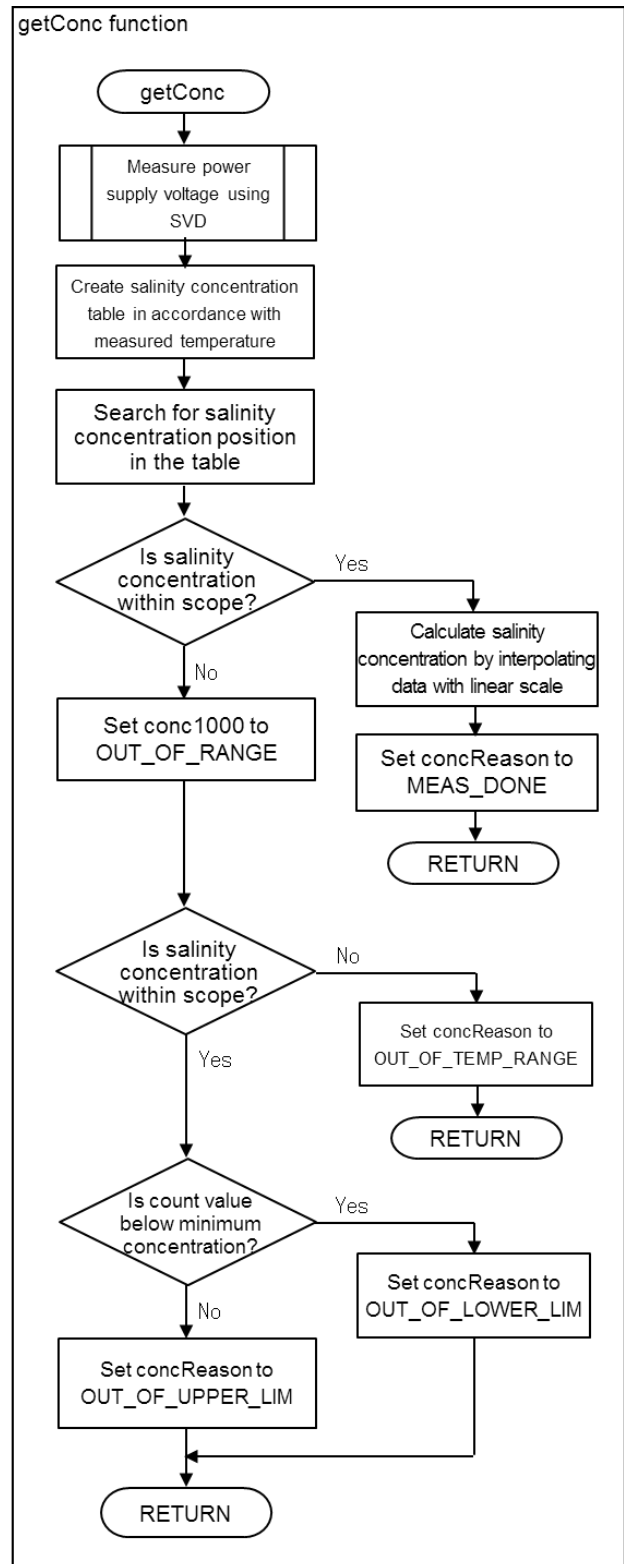 getConc function
getConc
Measure power
supply voltage using
SVD
Create salinity concentration
table in accordance with
measured temperature
Search for salinity
concentration position
in the table
Is salinity
concentration
within scope?
Yes
Calculate salinity
concentration by interpolating
data with linear scale
No
Set conc1000 to
OUT_OF_RANGE
Set concReason to
MEAS_DONE
RETURN
Is salinity
concentration
within scope?
No
Set concReason to
OUT_OF_TEMP_RANGE
Yes
RETURN
Is count value
below minimum
concentration?
Yes
Set concReason to
OUT_OF_LOWER_LIM
No
Set concReason to
OUT_OF_UPPER_LIM
RETURN